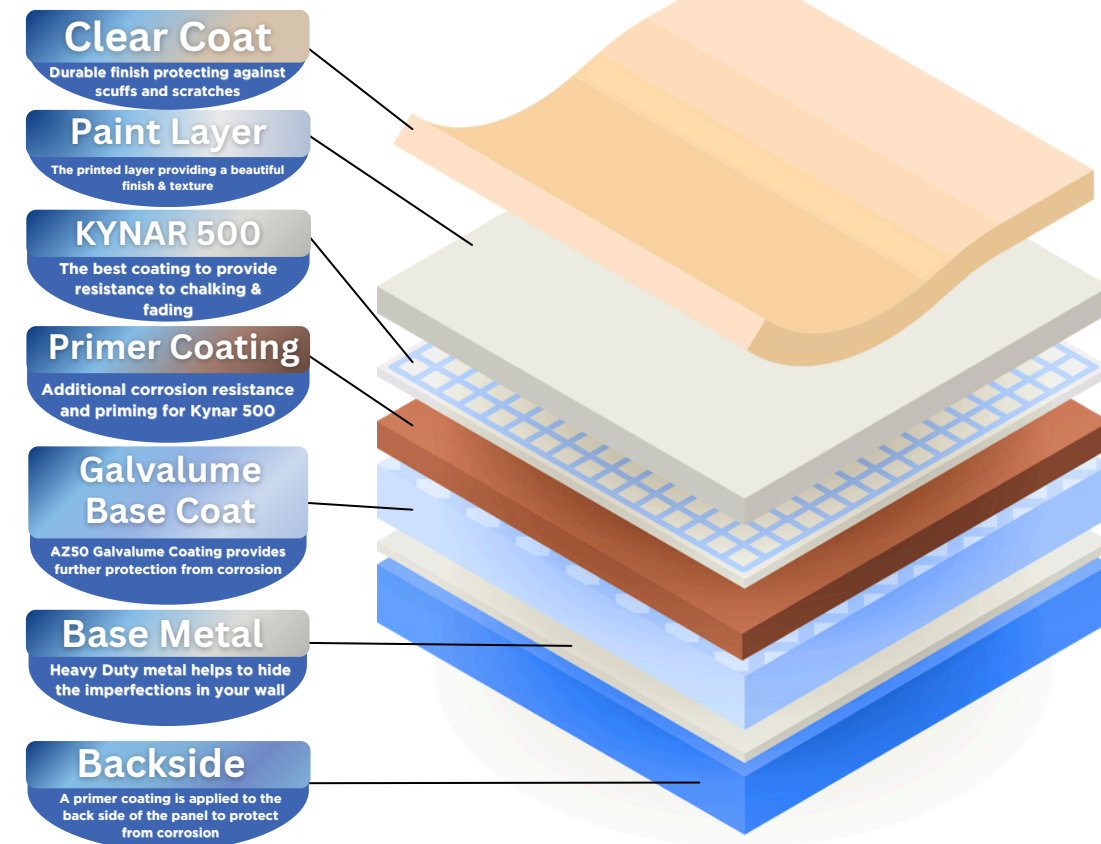 Clear Coat
Durable finish protecting against
scuffs and scratches
Paint Layer
The printed layer providing a beautiful
finish & texture
KYNAR 500
The best coating to provide
resistance to chalking &
fading
Primer Coating
Additional corrosion resistance
and priming for Kynar 500
Galvalume
Base Coat
AZ50 Galvalume Coating provides
further protection from corrosion
Base Metal
Heavy Duty metal helps to hide
the imperfections in your wall
Backside
A primer coating is applied to the
back side of the panel to protect
from corrosion